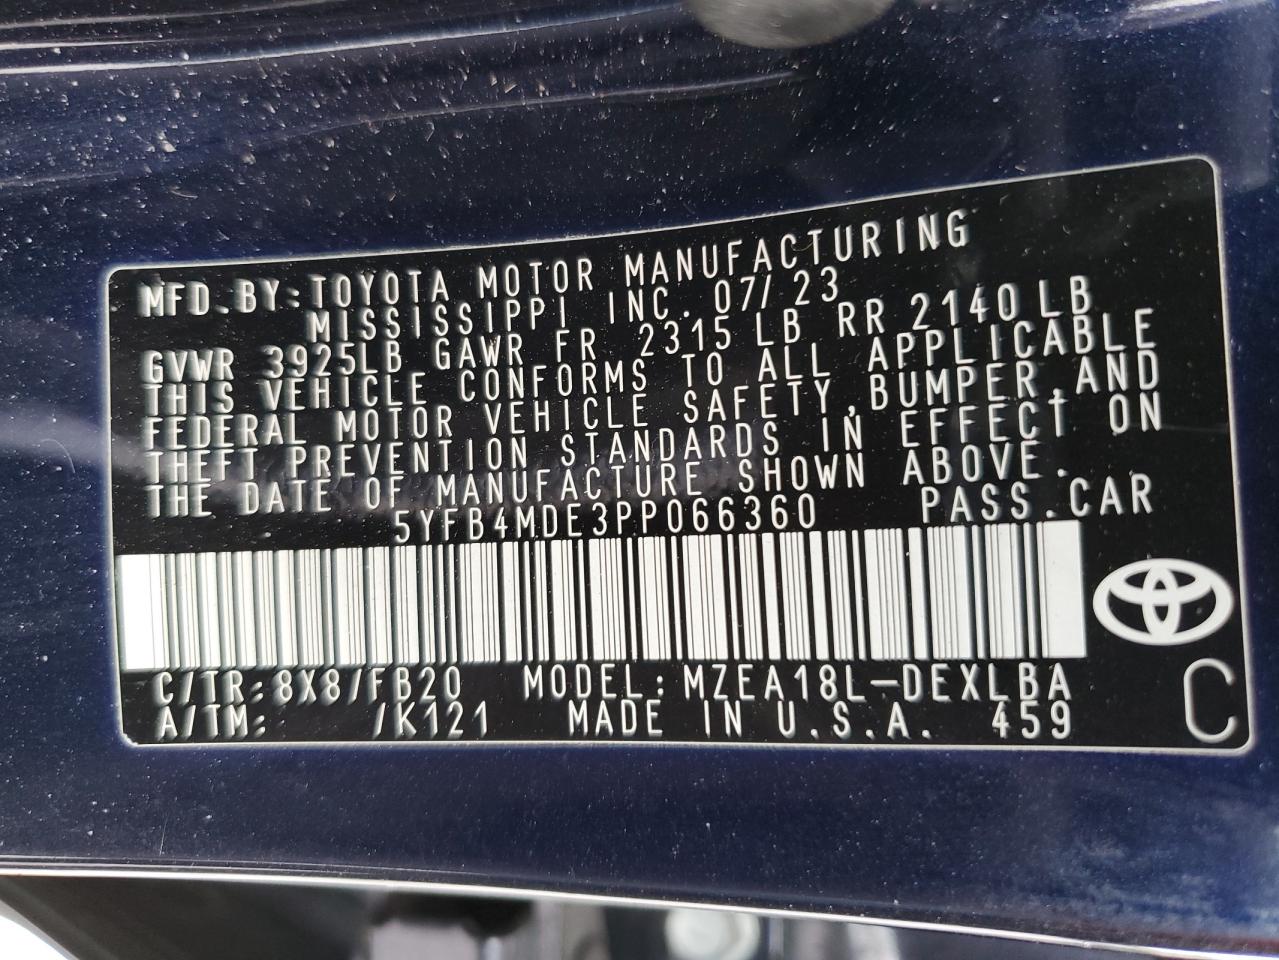 MFD.BY:TOYOTA MOTOR MANUFACTURING
MISSISSIPPI INC. 07/23
GVWR 3925LB GAWR FR 2315 LB RR 2140 LB
THIS VEHICLE CONFORMS TO ALL APPLICABLE
FEDERAL MOTOR VEHICLE SAFETY,BUMPER,AND
THEFT PREVENTION STANDARDS IN EFFECT ON
THE DATE OF MANUFACTURE SHOWN ABOVE.
5YFB4MDE3PP066360 PASS.CAR
C/TR:8X8/FB20 MODEL:MZEA18L-DEXLBA
A/TM: /K121 MADE IN U.S.A. 459
C